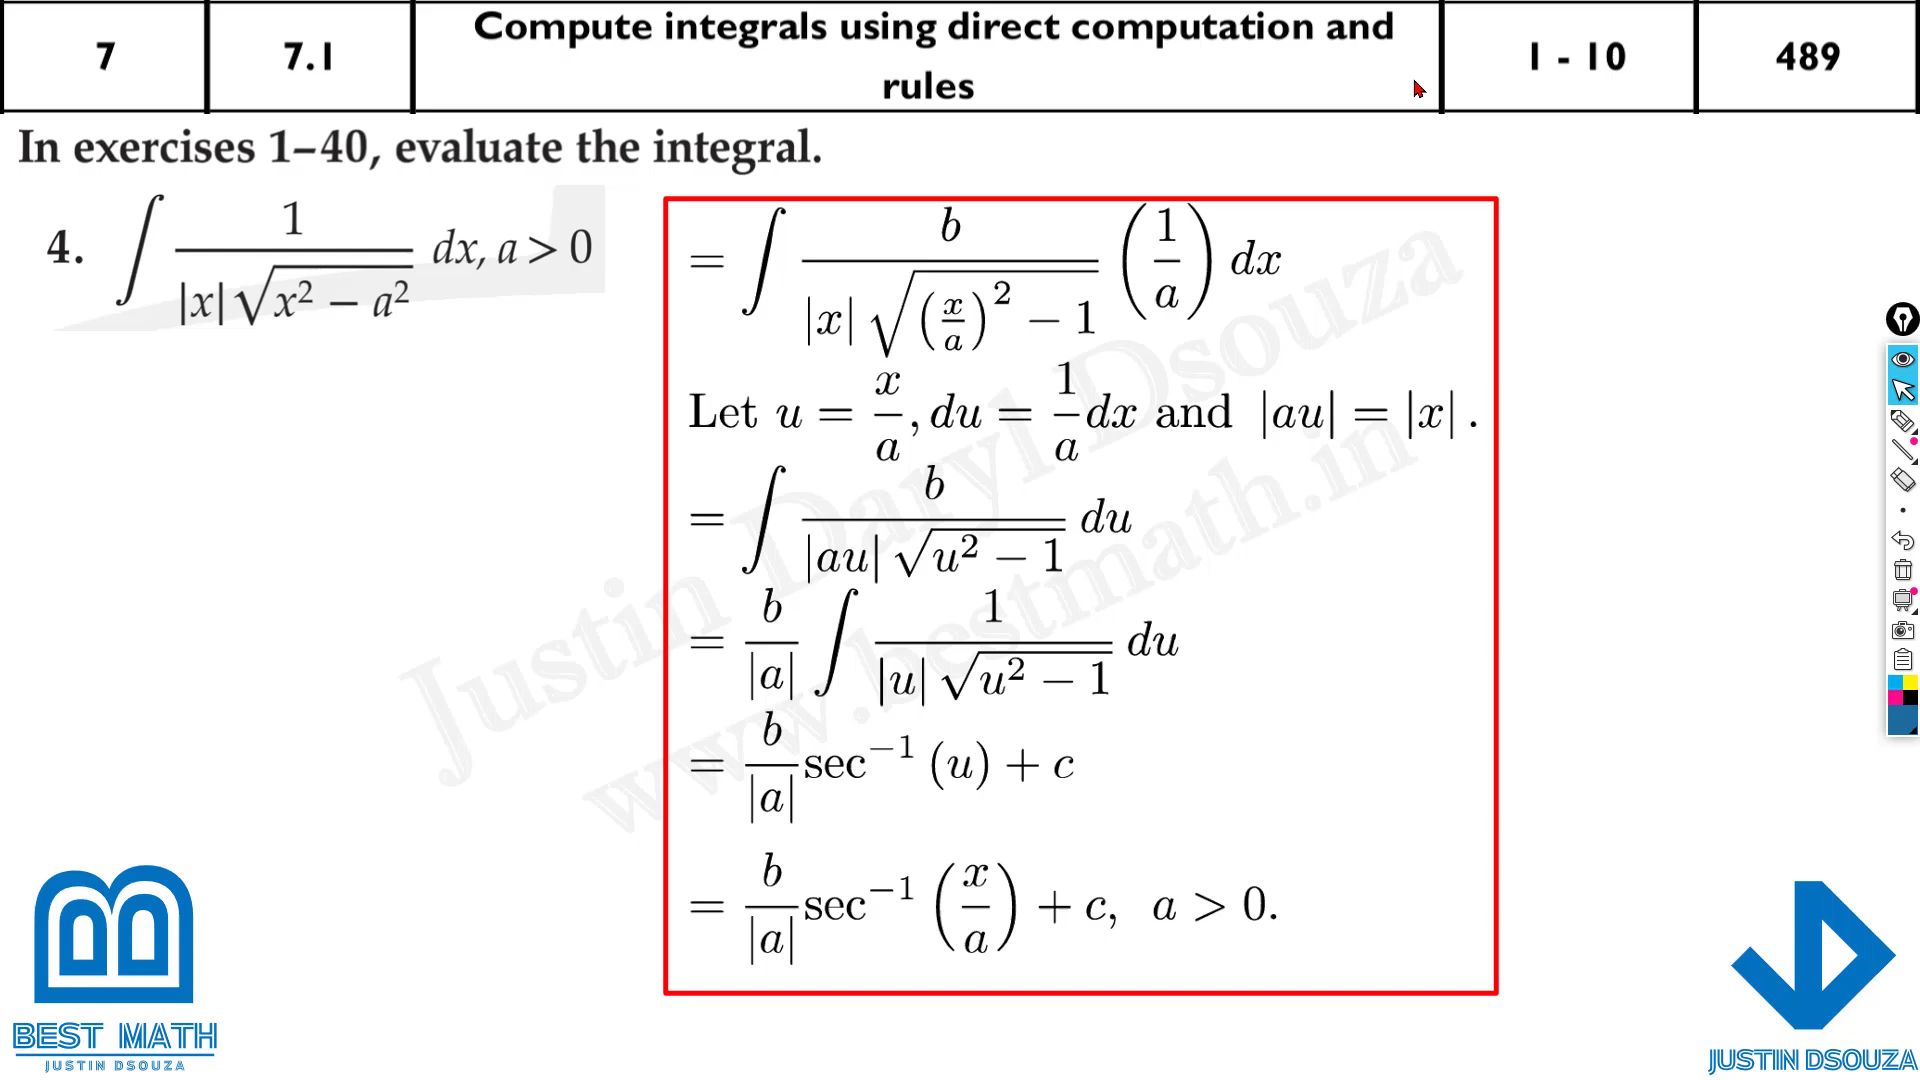 7 7.1 Compute integrals using direct computation and rules 1 - 10 489
In exercises 1–40, evaluate the integral.
4. ∫ 1 / (|x|√(x² − a²)) dx, a > 0
= ∫ b / (|x| √((x/a)² − 1)) (1/a) dx
Let u = x/a, du = 1/a dx and |au| = |x|.
= ∫ b / (|au| √(u² − 1)) du
= b/|a| ∫ 1 / (|u| √(u² − 1)) du
= b/|a| sec⁻¹ (u) + c
= b/|a| sec⁻¹ (x/a) + c, a > 0.
Justin Daryl Dsouza
www.bestmath.in
BEST MATH
JUSTIN DSOUZA
JUSTIN DSOUZA